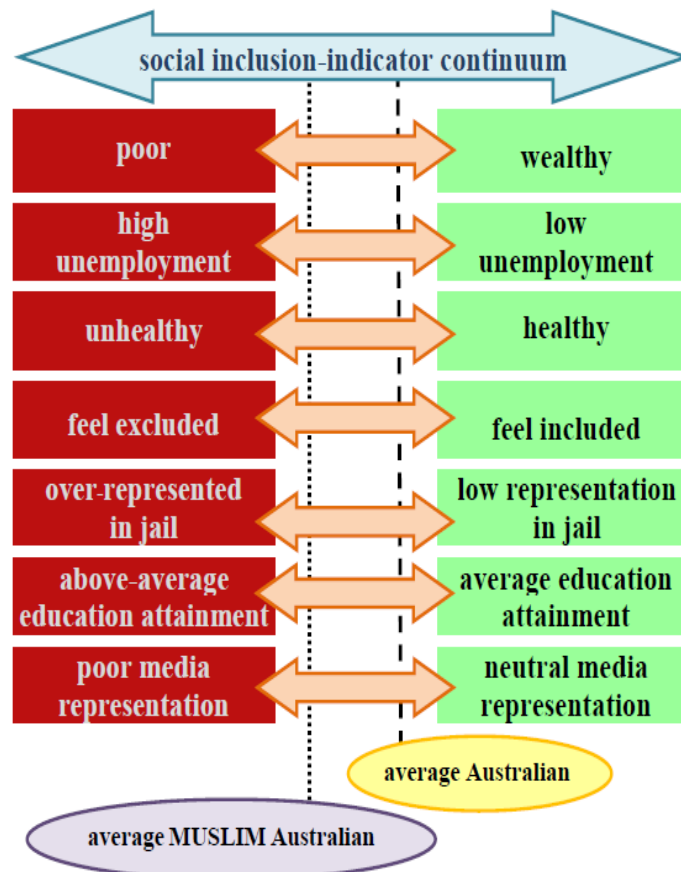 social inclusion-indicator continuum
poor
wealthy
high
unemployment
low
unemployment
unhealthy
healthy
feel excluded
feel included
over-represented
in jail
low representation
in jail
above-average
education attainment
average education
attainment
poor media
representation
neutral media
representation
average Australian
average MUSLIM Australian